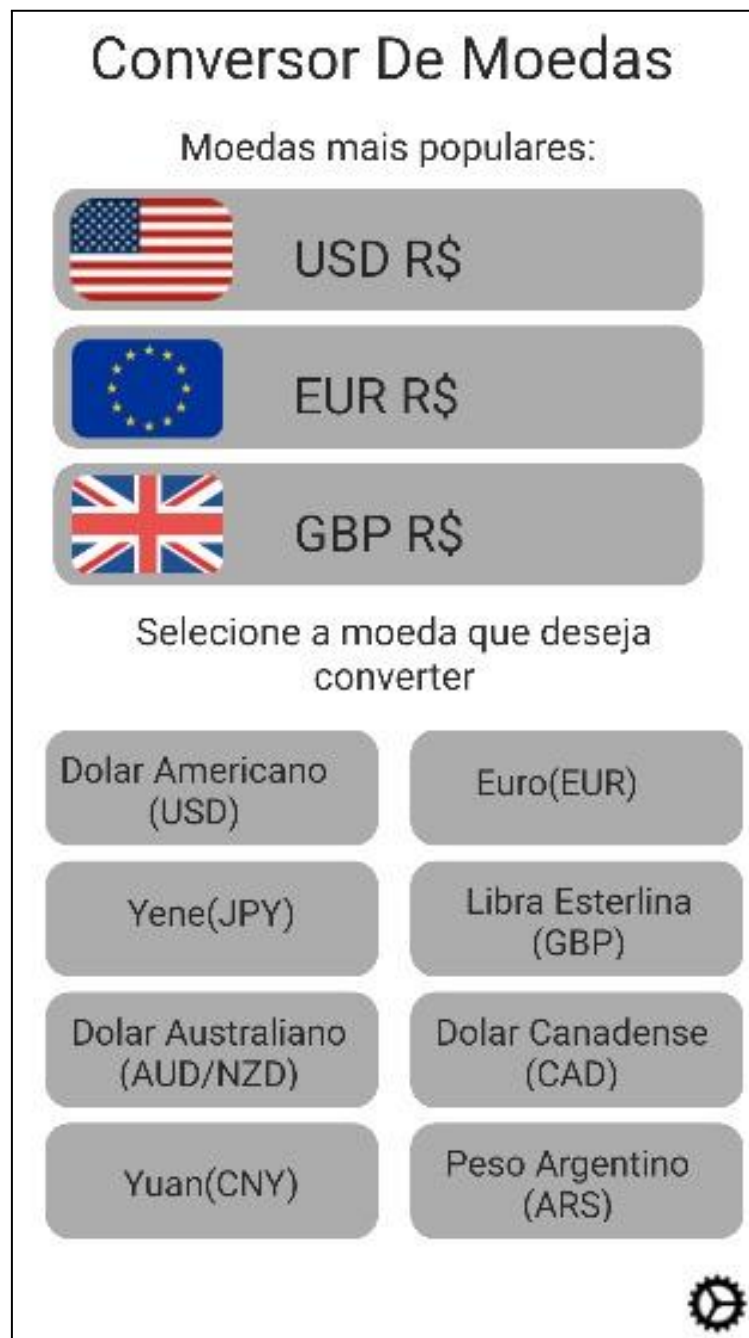 Conversor De Moedas
Moedas mais populares:
USD R$
EUR R$
GBP R$
Selecione a moeda que deseja
converter
Dolar Americano
(USD)
Euro(EUR)
Yene(JPY)
Libra Esterlina
(GBP)
Dolar Australiano
(AUD/NZD)
Dolar Canadense
(CAD)
Yuan(CNY)
Peso Argentino
(ARS)